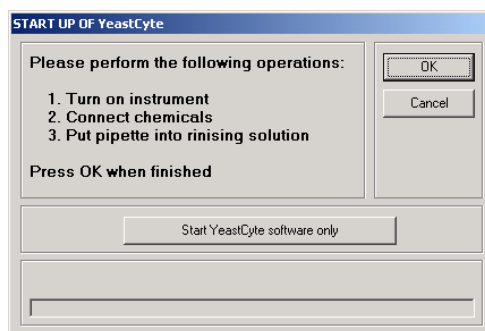 START UP OF YeastCyte
Please perform the following operations:
1. Turn on instrument
2. Connect chemicals
3. Put pipette into rinising solution
Press OK when finished
OK
Cancel
Start YeastCyte software only